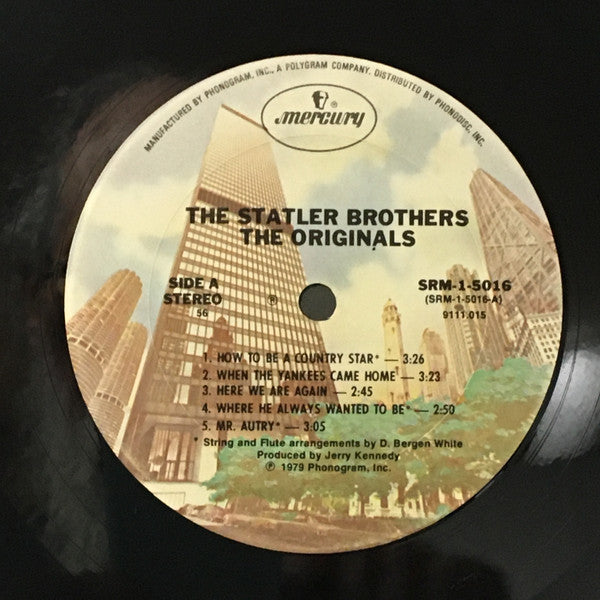 MANUFACTURED BY PHONOGRAM, INC., A POLYGRAM COMPANY. DISTRIBUTED BY PHONODISC, INC.
® mercury
THE STATLER BROTHERS
THE ORIGINALS
SIDE A
STEREO ®
56
SRM-1-5016
(SRM-1-5016-A)
9111.015
1. HOW TO BE A COUNTRY STAR* — 3:26
2. WHEN THE YANKEES CAME HOME* — 3:23
3. HERE WE ARE AGAIN — 2:45
4. WHERE HE ALWAYS WANTED TO BE* — 2:50
5. MR. AUTRY* — 3:05
* String and Flute arrangements by D. Bergen White
Produced by Jerry Kennedy
℗ 1979 Phonogram, Inc.